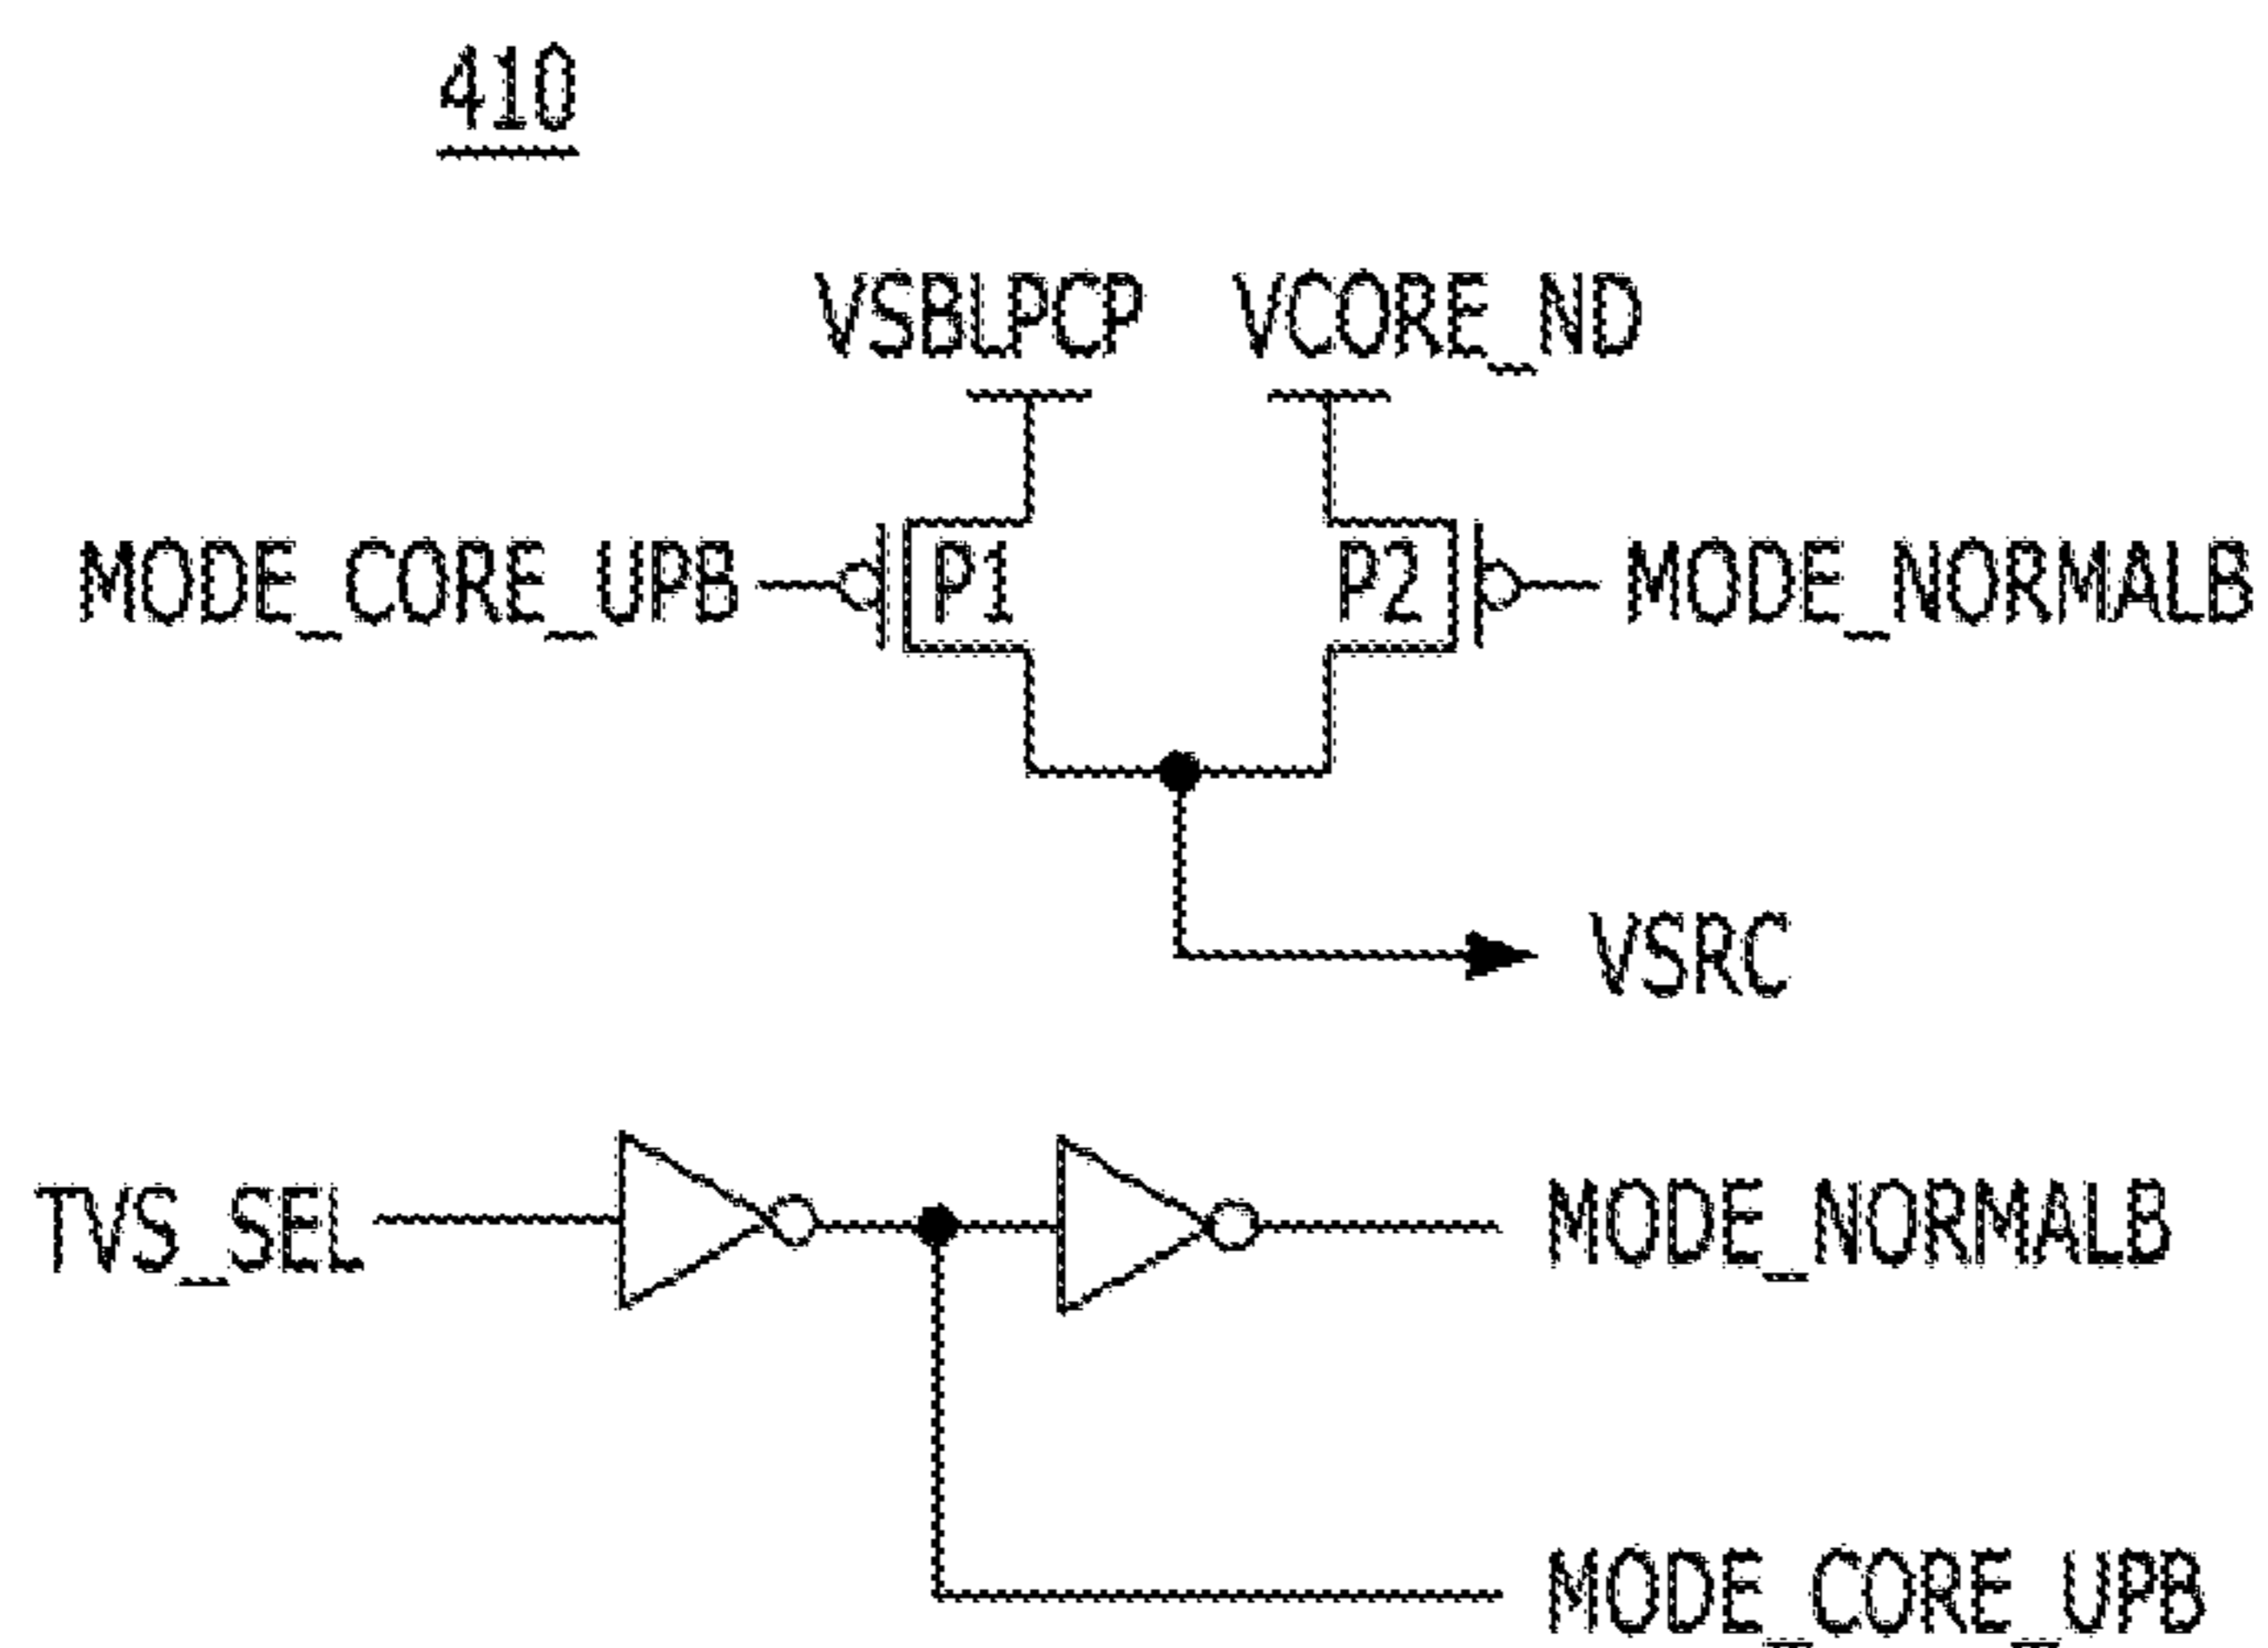 410
VSBLPCP VCORE_ND
MODE_CORE_UPB P1 P2 MODE_NORMALB
VSRC
TVS_SEL MODE_NORMALB
MODE_CORE_UPB